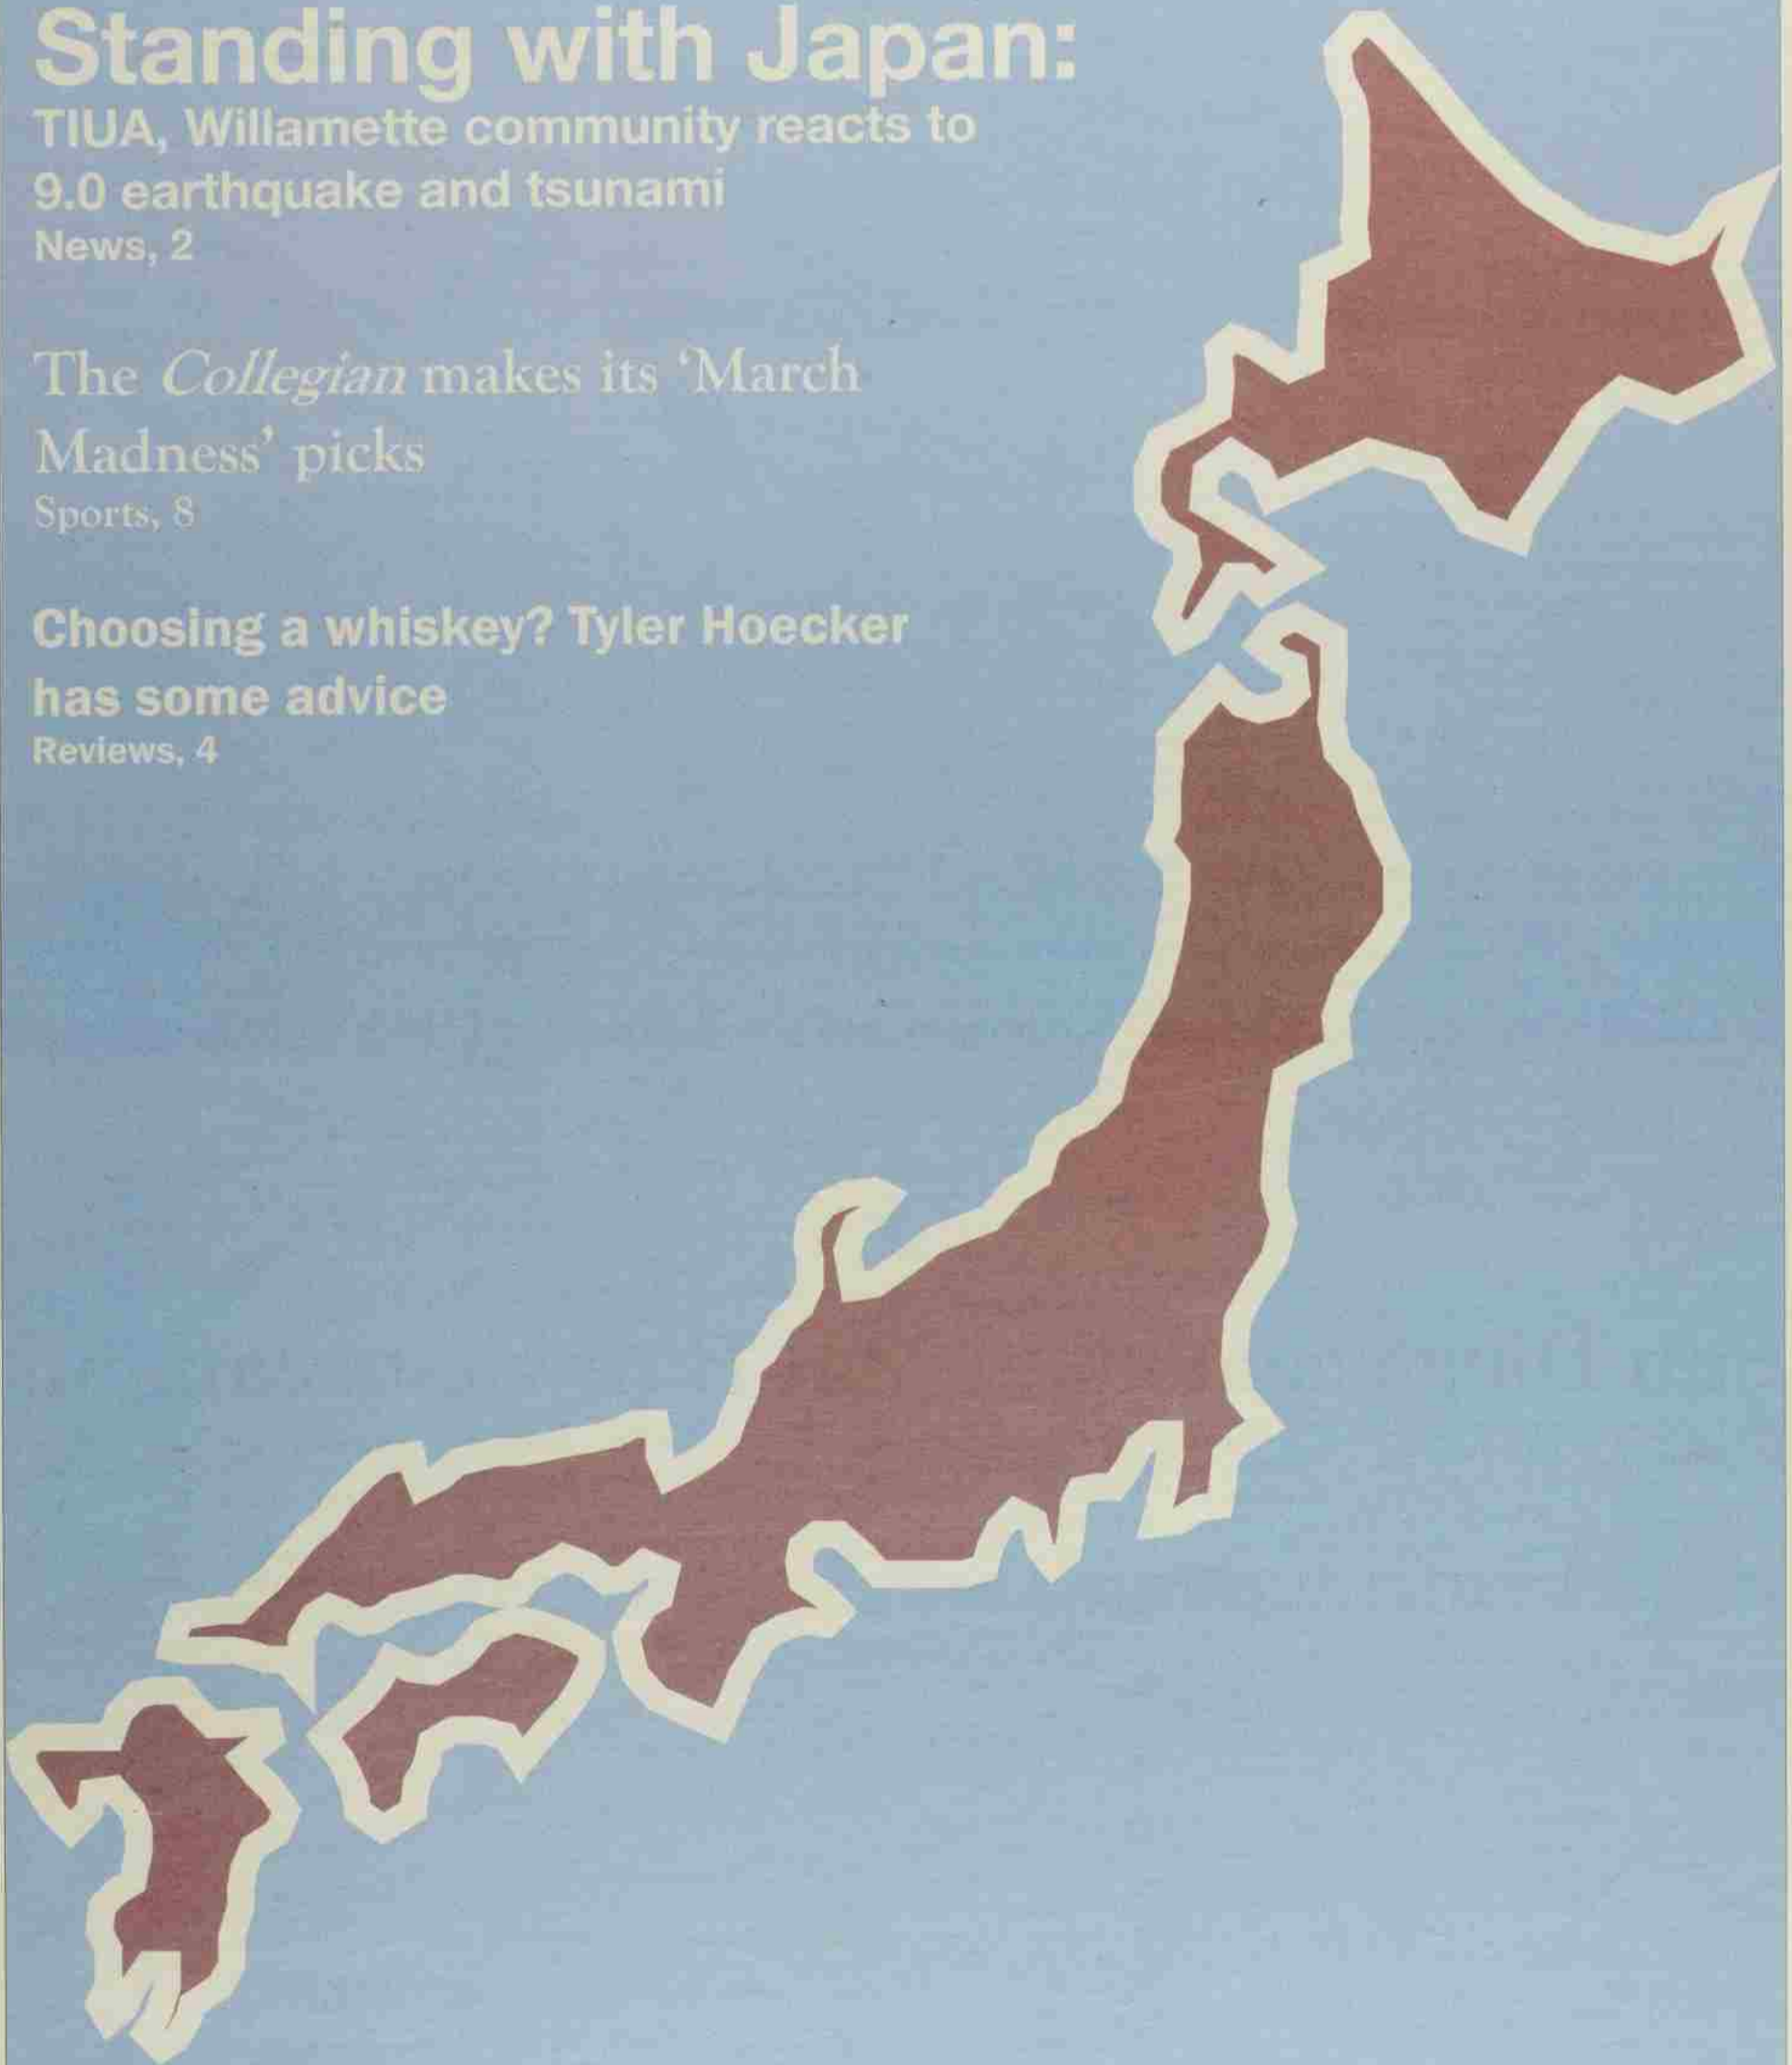 Standing with Japan:
TIUA, Willamette community reacts to
9.0 earthquake and tsunami
News, 2
The Collegian makes its ‘March
Madness’ picks
Sports, 8
Choosing a whiskey? Tyler Hoecker
has some advice
Reviews, 4